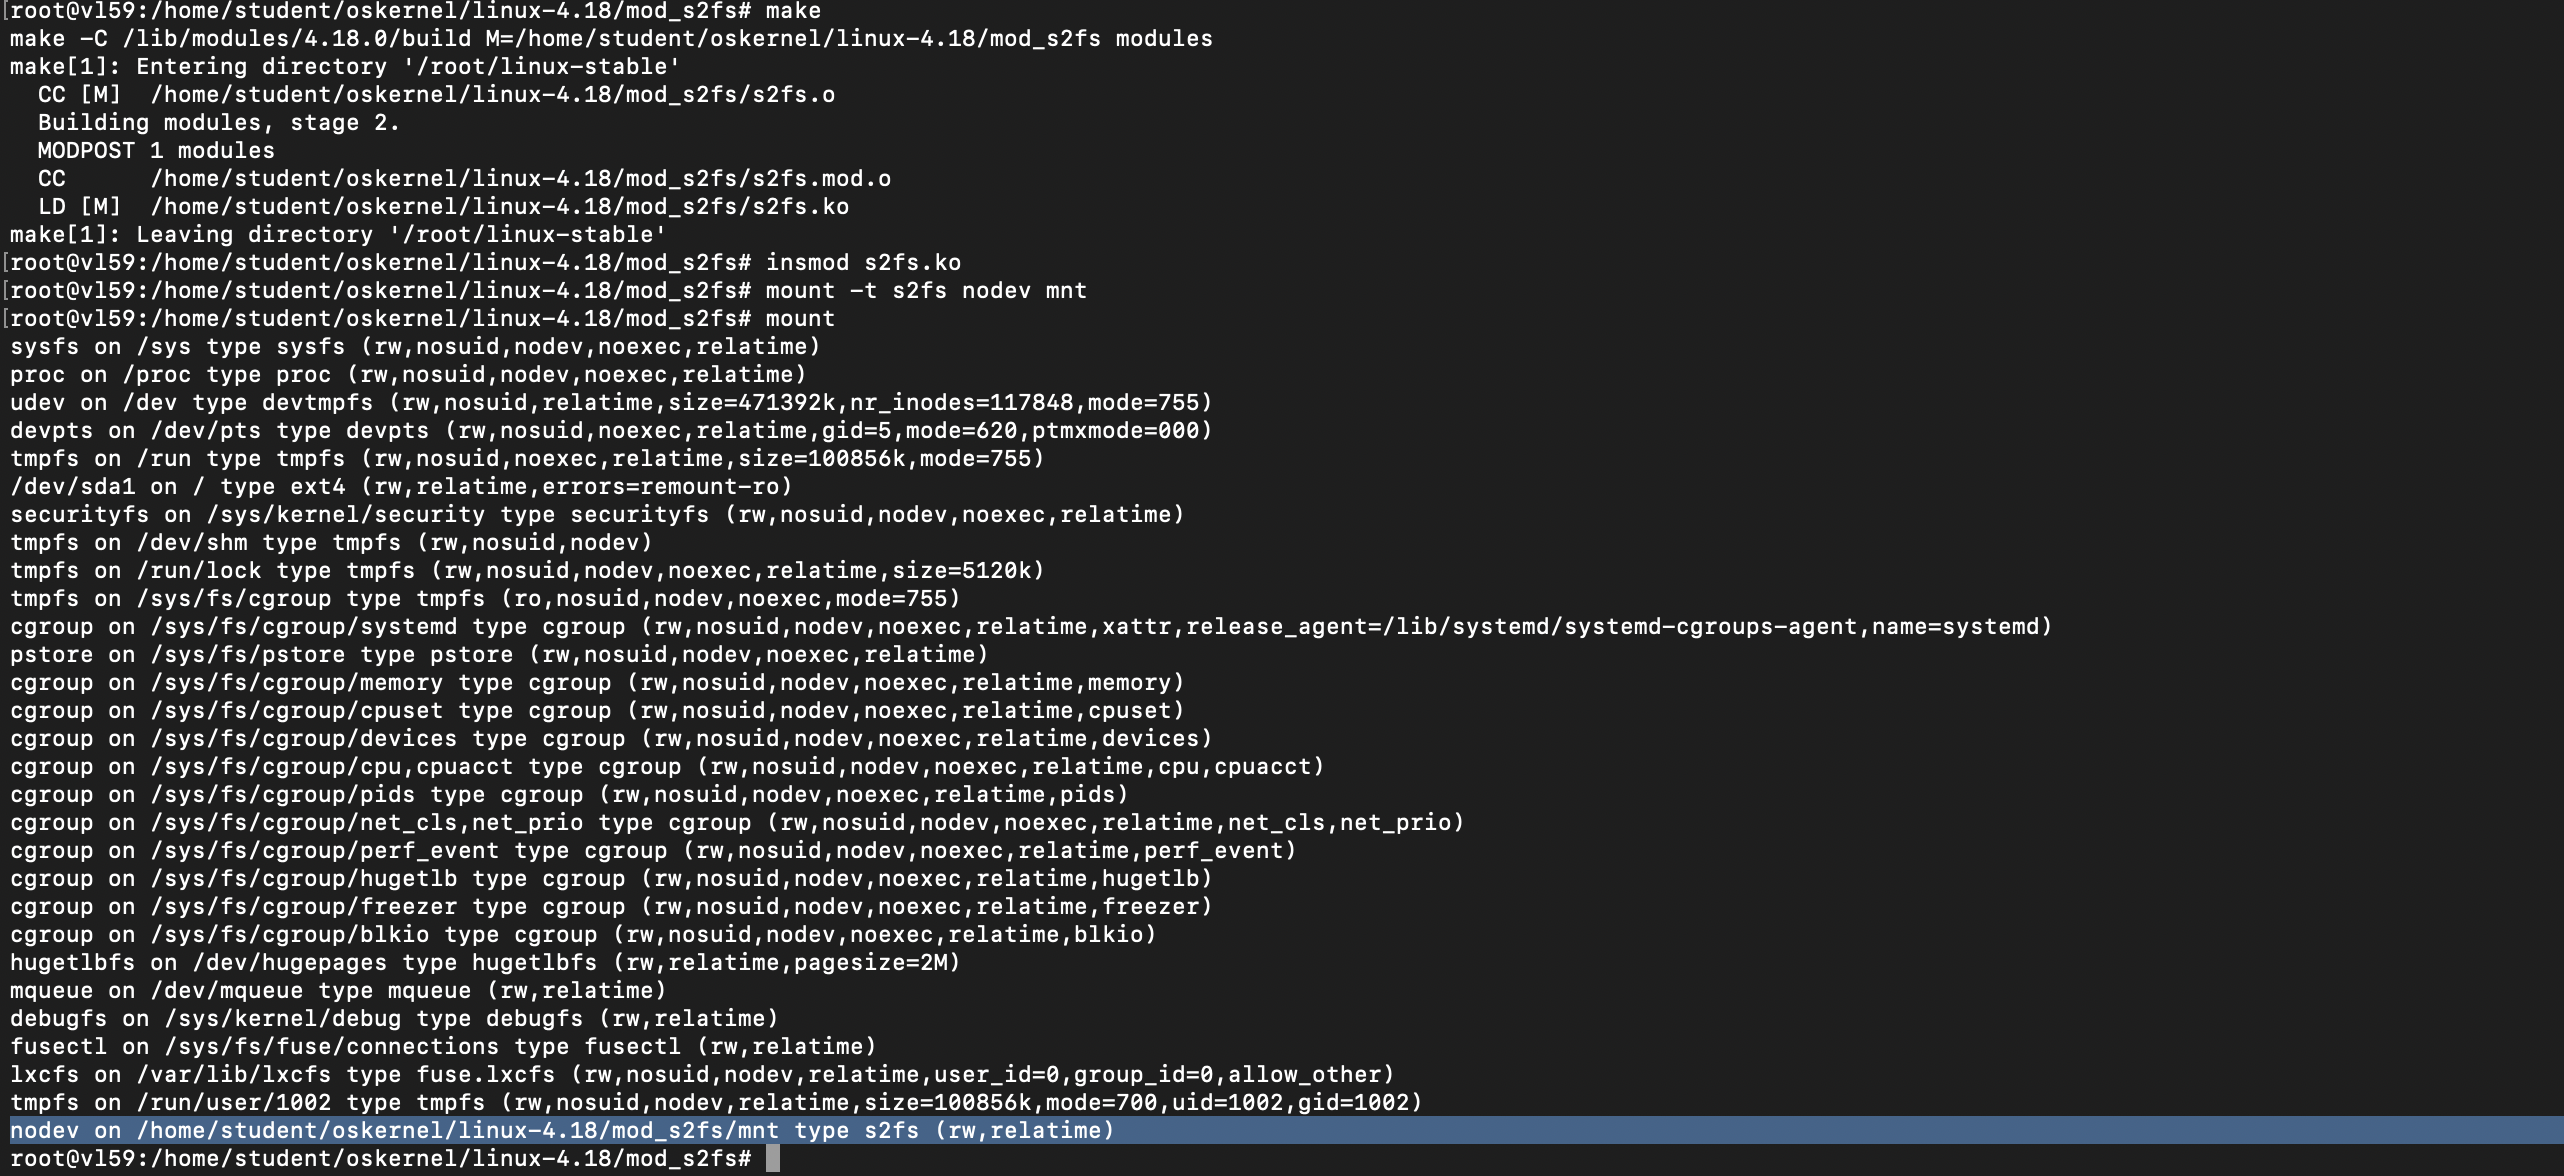 [root@vl59:/home/student/oskernel/linux-4.18/mod_s2fs# make
make -C /lib/modules/4.18.0/build M=/home/student/oskernel/linux-4.18/mod_s2fs modules
make[1]: Entering directory '/root/linux-stable'
  CC [M]  /home/student/oskernel/linux-4.18/mod_s2fs/s2fs.o
  Building modules, stage 2.
  MODPOST 1 modules
  CC      /home/student/oskernel/linux-4.18/mod_s2fs/s2fs.mod.o
  LD [M]  /home/student/oskernel/linux-4.18/mod_s2fs/s2fs.ko
make[1]: Leaving directory '/root/linux-stable'
[root@vl59:/home/student/oskernel/linux-4.18/mod_s2fs# insmod s2fs.ko
[root@vl59:/home/student/oskernel/linux-4.18/mod_s2fs# mount -t s2fs nodev mnt
[root@vl59:/home/student/oskernel/linux-4.18/mod_s2fs# mount
sysfs on /sys type sysfs (rw,nosuid,nodev,noexec,relatime)
proc on /proc type proc (rw,nosuid,nodev,noexec,relatime)
udev on /dev type devtmpfs (rw,nosuid,relatime,size=471392k,nr_inodes=117848,mode=755)
devpts on /dev/pts type devpts (rw,nosuid,noexec,relatime,gid=5,mode=620,ptmxmode=000)
tmpfs on /run type tmpfs (rw,nosuid,noexec,relatime,size=100856k,mode=755)
/dev/sda1 on / type ext4 (rw,relatime,errors=remount-ro)
securityfs on /sys/kernel/security type securityfs (rw,nosuid,nodev,noexec,relatime)
tmpfs on /dev/shm type tmpfs (rw,nosuid,nodev)
tmpfs on /run/lock type tmpfs (rw,nosuid,nodev,noexec,relatime,size=5120k)
tmpfs on /sys/fs/cgroup type tmpfs (ro,nosuid,nodev,noexec,mode=755)
cgroup on /sys/fs/cgroup/systemd type cgroup (rw,nosuid,nodev,noexec,relatime,xattr,release_agent=/lib/systemd/systemd-cgroups-agent,name=systemd)
pstore on /sys/fs/pstore type pstore (rw,nosuid,nodev,noexec,relatime)
cgroup on /sys/fs/cgroup/memory type cgroup (rw,nosuid,nodev,noexec,relatime,memory)
cgroup on /sys/fs/cgroup/cpuset type cgroup (rw,nosuid,nodev,noexec,relatime,cpuset)
cgroup on /sys/fs/cgroup/devices type cgroup (rw,nosuid,nodev,noexec,relatime,devices)
cgroup on /sys/fs/cgroup/cpu,cpuacct type cgroup (rw,nosuid,nodev,noexec,relatime,cpu,cpuacct)
cgroup on /sys/fs/cgroup/pids type cgroup (rw,nosuid,nodev,noexec,relatime,pids)
cgroup on /sys/fs/cgroup/net_cls,net_prio type cgroup (rw,nosuid,nodev,noexec,relatime,net_cls,net_prio)
cgroup on /sys/fs/cgroup/perf_event type cgroup (rw,nosuid,nodev,noexec,relatime,perf_event)
cgroup on /sys/fs/cgroup/hugetlb type cgroup (rw,nosuid,nodev,noexec,relatime,hugetlb)
cgroup on /sys/fs/cgroup/freezer type cgroup (rw,nosuid,nodev,noexec,relatime,freezer)
cgroup on /sys/fs/cgroup/blkio type cgroup (rw,nosuid,nodev,noexec,relatime,blkio)
hugetlbfs on /dev/hugepages type hugetlbfs (rw,relatime,pagesize=2M)
mqueue on /dev/mqueue type mqueue (rw,relatime)
debugfs on /sys/kernel/debug type debugfs (rw,relatime)
fusectl on /sys/fs/fuse/connections type fusectl (rw,relatime)
lxcfs on /var/lib/lxcfs type fuse.lxcfs (rw,nosuid,nodev,relatime,user_id=0,group_id=0,allow_other)
tmpfs on /run/user/1002 type tmpfs (rw,nosuid,nodev,relatime,size=100856k,mode=700,uid=1002,gid=1002)
nodev on /home/student/oskernel/linux-4.18/mod_s2fs/mnt type s2fs (rw,relatime)
root@vl59:/home/student/oskernel/linux-4.18/mod_s2fs#